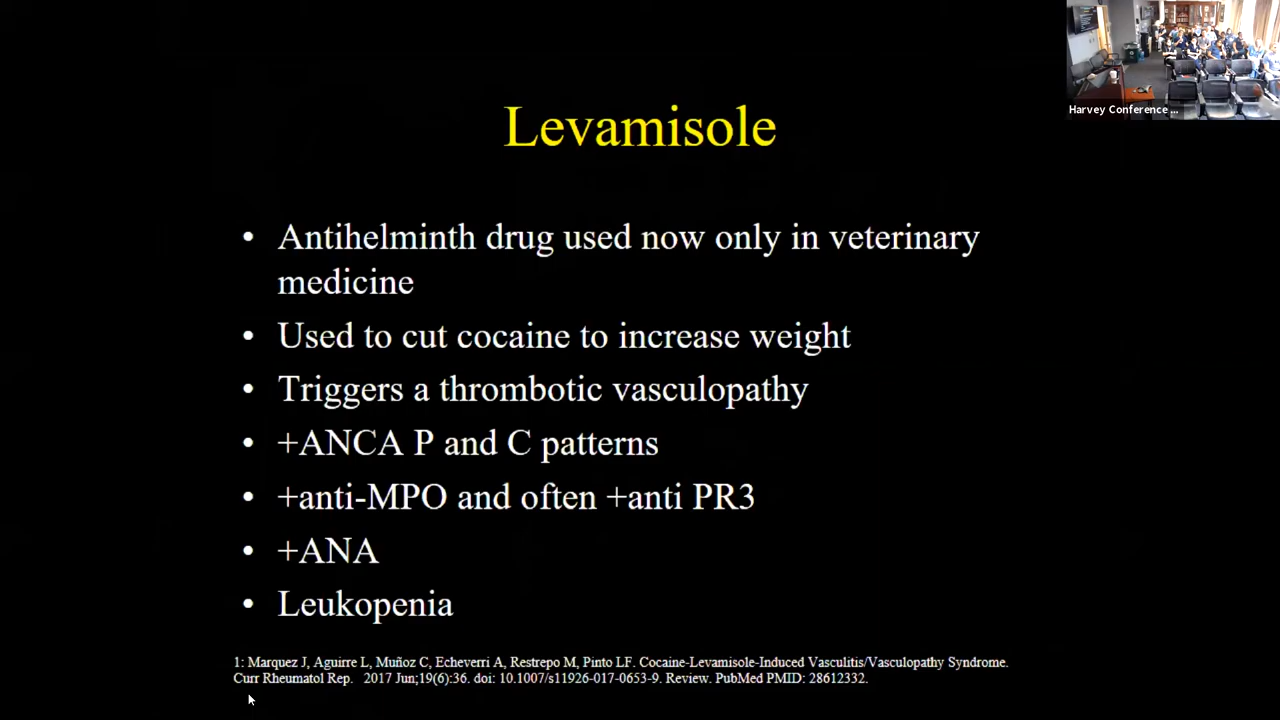 Harvey Conference ...
Levamisole
• Antihelminth drug used now only in veterinary
medicine
• Used to cut cocaine to increase weight
• Triggers a thrombotic vasculopathy
• +ANCA P and C patterns
• +anti-MPO and often +anti PR3
• +ANA
• Leukopenia
1: Marquez J, Aguirre L, Muñoz C, Echeverri A, Restrepo M, Pinto LF. Cocaine-Levamisole-Induced Vasculitis/Vasculopathy Syndrome.
Curr Rheumatol Rep. 2017 Jun;19(6):36. doi: 10.1007/s11926-017-0653-9. Review. PubMed PMID: 28612332.